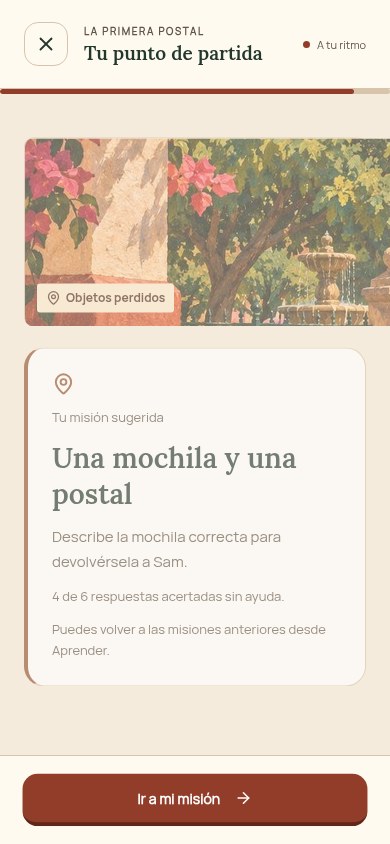 LA PRIMERA POSTAL
Tu punto de partida
A tu ritmo
Objetos perdidos
Tu misión sugerida
Una mochila y una
postal
Describe la mochila correcta para
devolvérsela a Sam.
4 de 6 respuestas acertadas sin ayuda.
Puedes volver a las misiones anteriores desde
Aprender.
Ir a mi misión